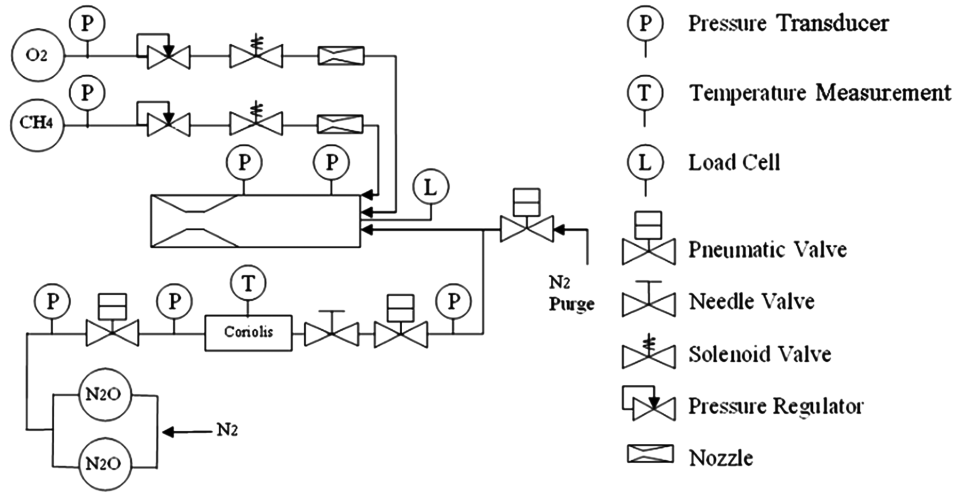 P
P Pressure Transducer
O2
P
T Temperature Measurement
CH4
P P
L Load Cell
L
Pneumatic Valve
N2
Purge
T
P P P
Needle Valve
Coriolis
Solenoid Valve
N2O
Pressure Regulator
N2
N2O
Nozzle